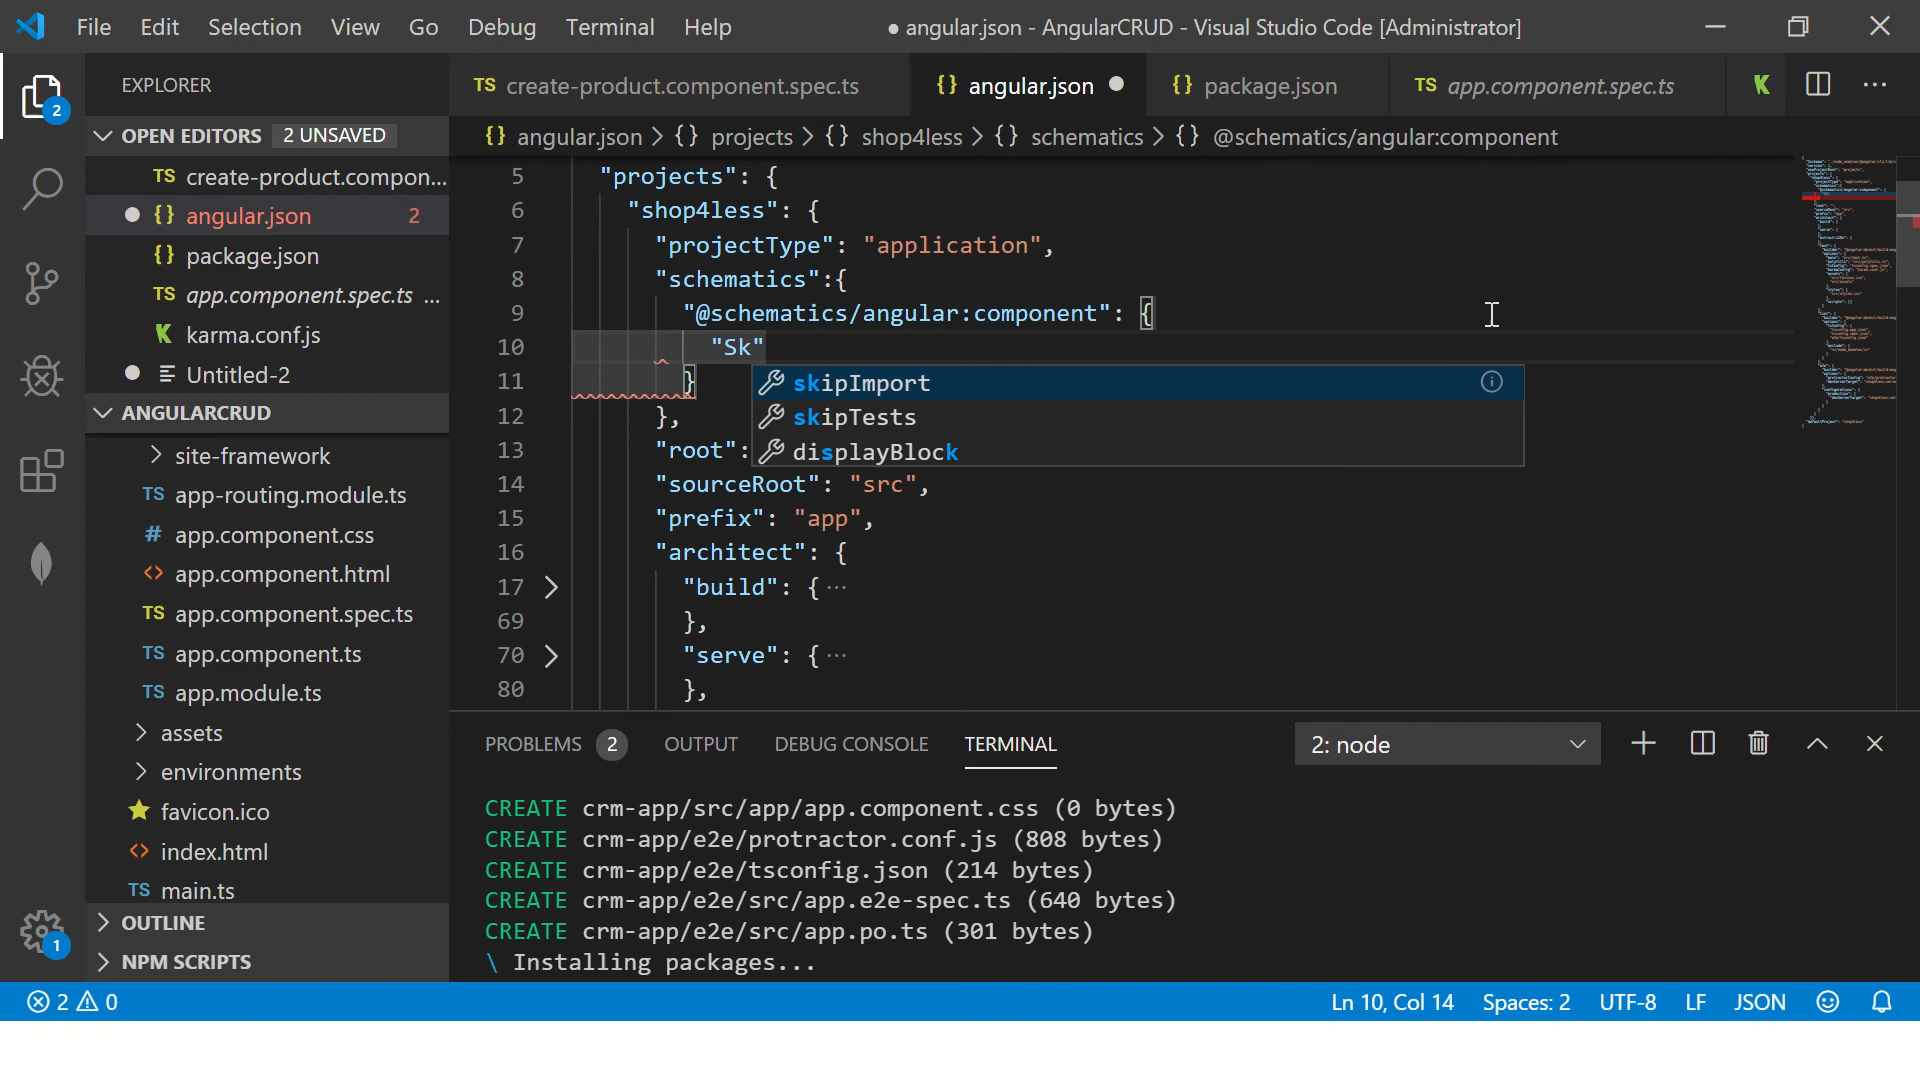 File Edit Selection View Go Debug Terminal Help
● angular.json - AngularCRUD - Visual Studio Code [Administrator]
EXPLORER
2
OPEN EDITORS 2 UNSAVED
TS create-product.compon...
{} angular.json 2
{} package.json
TS app.component.spec.ts ...
K karma.conf.js
Untitled-2
ANGULARCRUD
site-framework
TS app-routing.module.ts
# app.component.css
<> app.component.html
TS app.component.spec.ts
TS app.component.ts
TS app.module.ts
assets
environments
favicon.ico
<> index.html
TS main.ts
OUTLINE
1
NPM SCRIPTS
TS create-product.component.spec.ts {} angular.json ● {} package.json TS app.component.spec.ts K ...
{} angular.json > {} projects > {} shop4less > {} schematics > {} @schematics/angular:component
5 "projects": {
6 "shop4less": {
7 "projectType": "application",
8 "schematics":{
9 "@schematics/angular:component": {
10 "Sk"
11 }
12 },
13 "root":
14 "sourceRoot": "src",
15 "prefix": "app",
16 "architect": {
17 > "build": {...
69 },
70 > "serve": {...
80 },
skipImport
skipTests
displayBlock
PROBLEMS 2 OUTPUT DEBUG CONSOLE TERMINAL 2: node
CREATE crm-app/src/app/app.component.css (0 bytes)
CREATE crm-app/e2e/protractor.conf.js (808 bytes)
CREATE crm-app/e2e/tsconfig.json (214 bytes)
CREATE crm-app/e2e/src/app.e2e-spec.ts (640 bytes)
CREATE crm-app/e2e/src/app.po.ts (301 bytes)
\ Installing packages...
2 0 Ln 10, Col 14 Spaces: 2 UTF-8 LF JSON